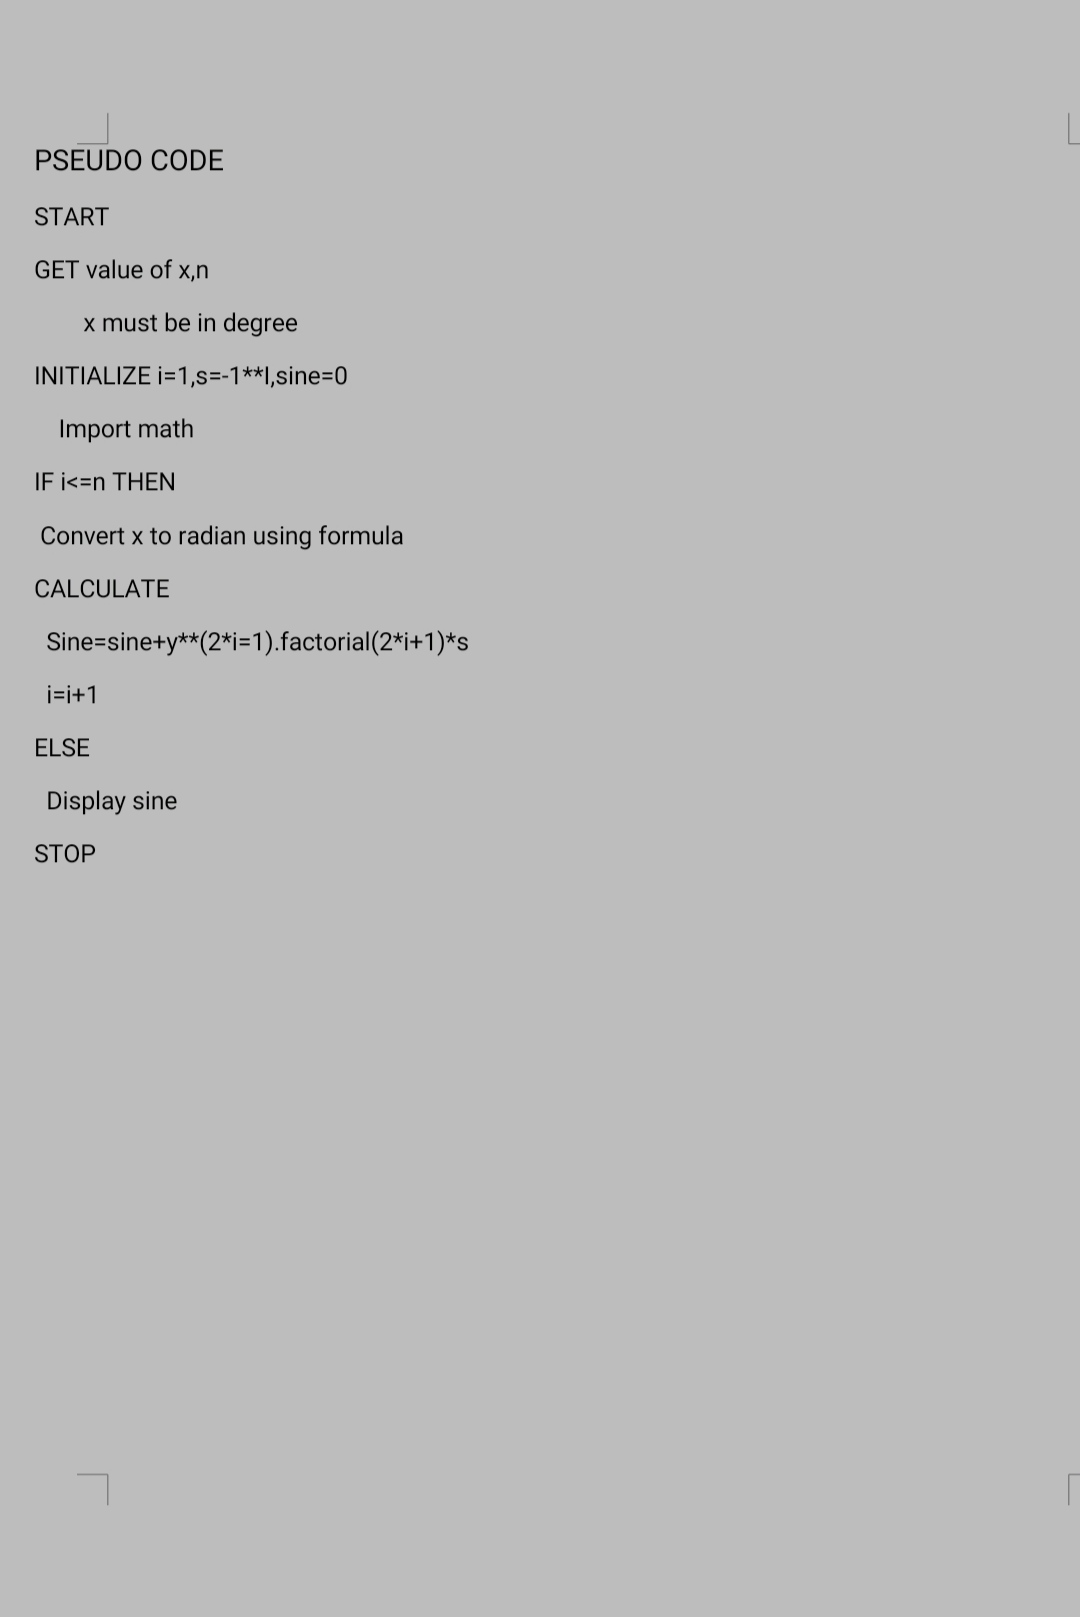 PSEUDO CODE
START
GET value of x,n
x must be in degree
INITIALIZE i=1,s=-1**I,sine=0
Import math
IF i<=n THEN
Convert x to radian using formula
CALCULATE
Sine=sine+y**(2*i=1).factorial(2*i+1)*s
i=i+1
ELSE
Display sine
STOP